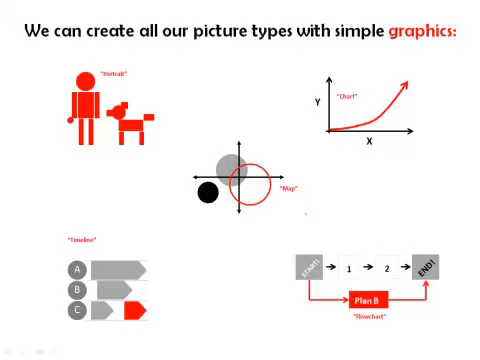 We can create all our picture types with simple graphics:
"Portrait"
Y
"Chart"
X
"Map"
"Timeline"
A
B
C
START!
1
2
END!
Plan B
"Flowchart"